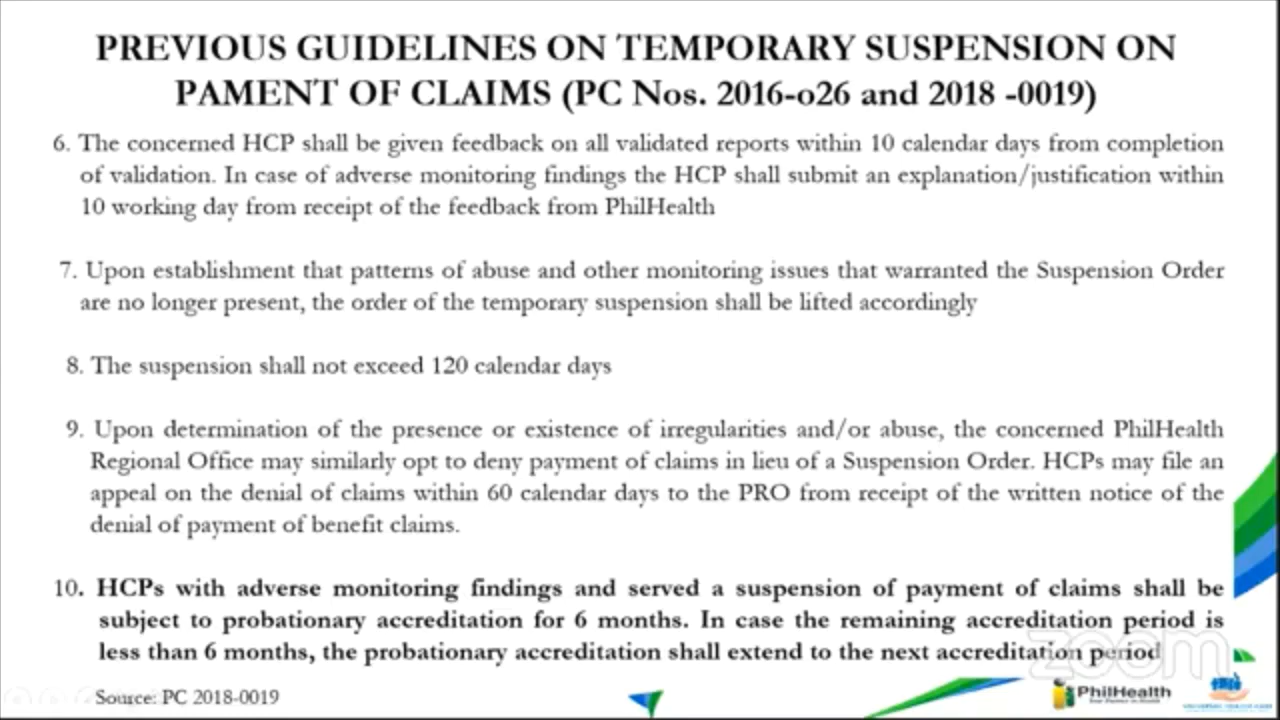 PREVIOUS GUIDELINES ON TEMPORARY SUSPENSION ON
PAMENT OF CLAIMS (PC Nos. 2016-o26 and 2018 -0019)
6. The concerned HCP shall be given feedback on all validated reports within 10 calendar days from completion
of validation. In case of adverse monitoring findings the HCP shall submit an explanation/justification within
10 working day from receipt of the feedback from PhilHealth
7. Upon establishment that patterns of abuse and other monitoring issues that warranted the Suspension Order
are no longer present, the order of the temporary suspension shall be lifted accordingly
8. The suspension shall not exceed 120 calendar days
9. Upon determination of the presence or existence of irregularities and/or abuse, the concerned PhilHealth
Regional Office may similarly opt to deny payment of claims in lieu of a Suspension Order. HCPs may file an
appeal on the denial of claims within 60 calendar days to the PRO from receipt of the written notice of the
denial of payment of benefit claims.
10. HCPs with adverse monitoring findings and served a suspension of payment of claims shall be
subject to probationary accreditation for 6 months. In case the remaining accreditation period is
less than 6 months, the probationary accreditation shall extend to the next accreditation period
zoom
Source: PC 2018-0019
PhilHealth